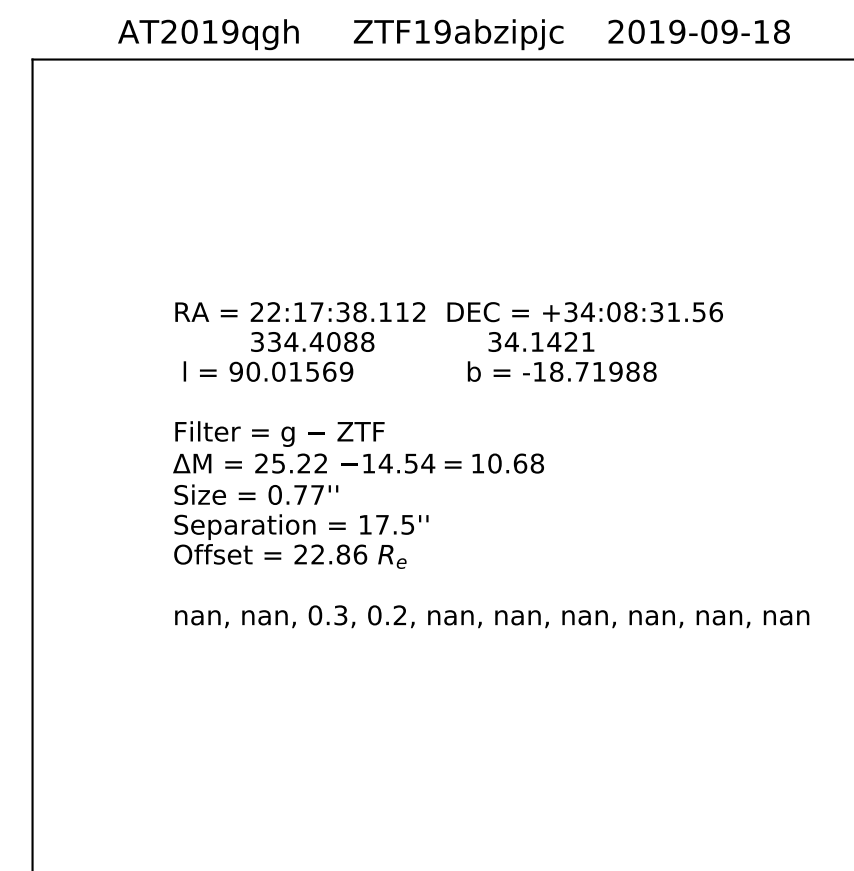 AT2019qgh ZTF19abzipjc 2019-09-18
RA = 22:17:38.112 DEC = +34:08:31.56
334.4088 34.1421
l = 90.01569 b = -18.71988
Filter = g − ZTF
ΔM = 25.22 −14.54 = 10.68
Size = 0.77''
Separation = 17.5''
Offset = 22.86 Rₑ
nan, nan, 0.3, 0.2, nan, nan, nan, nan, nan, nan